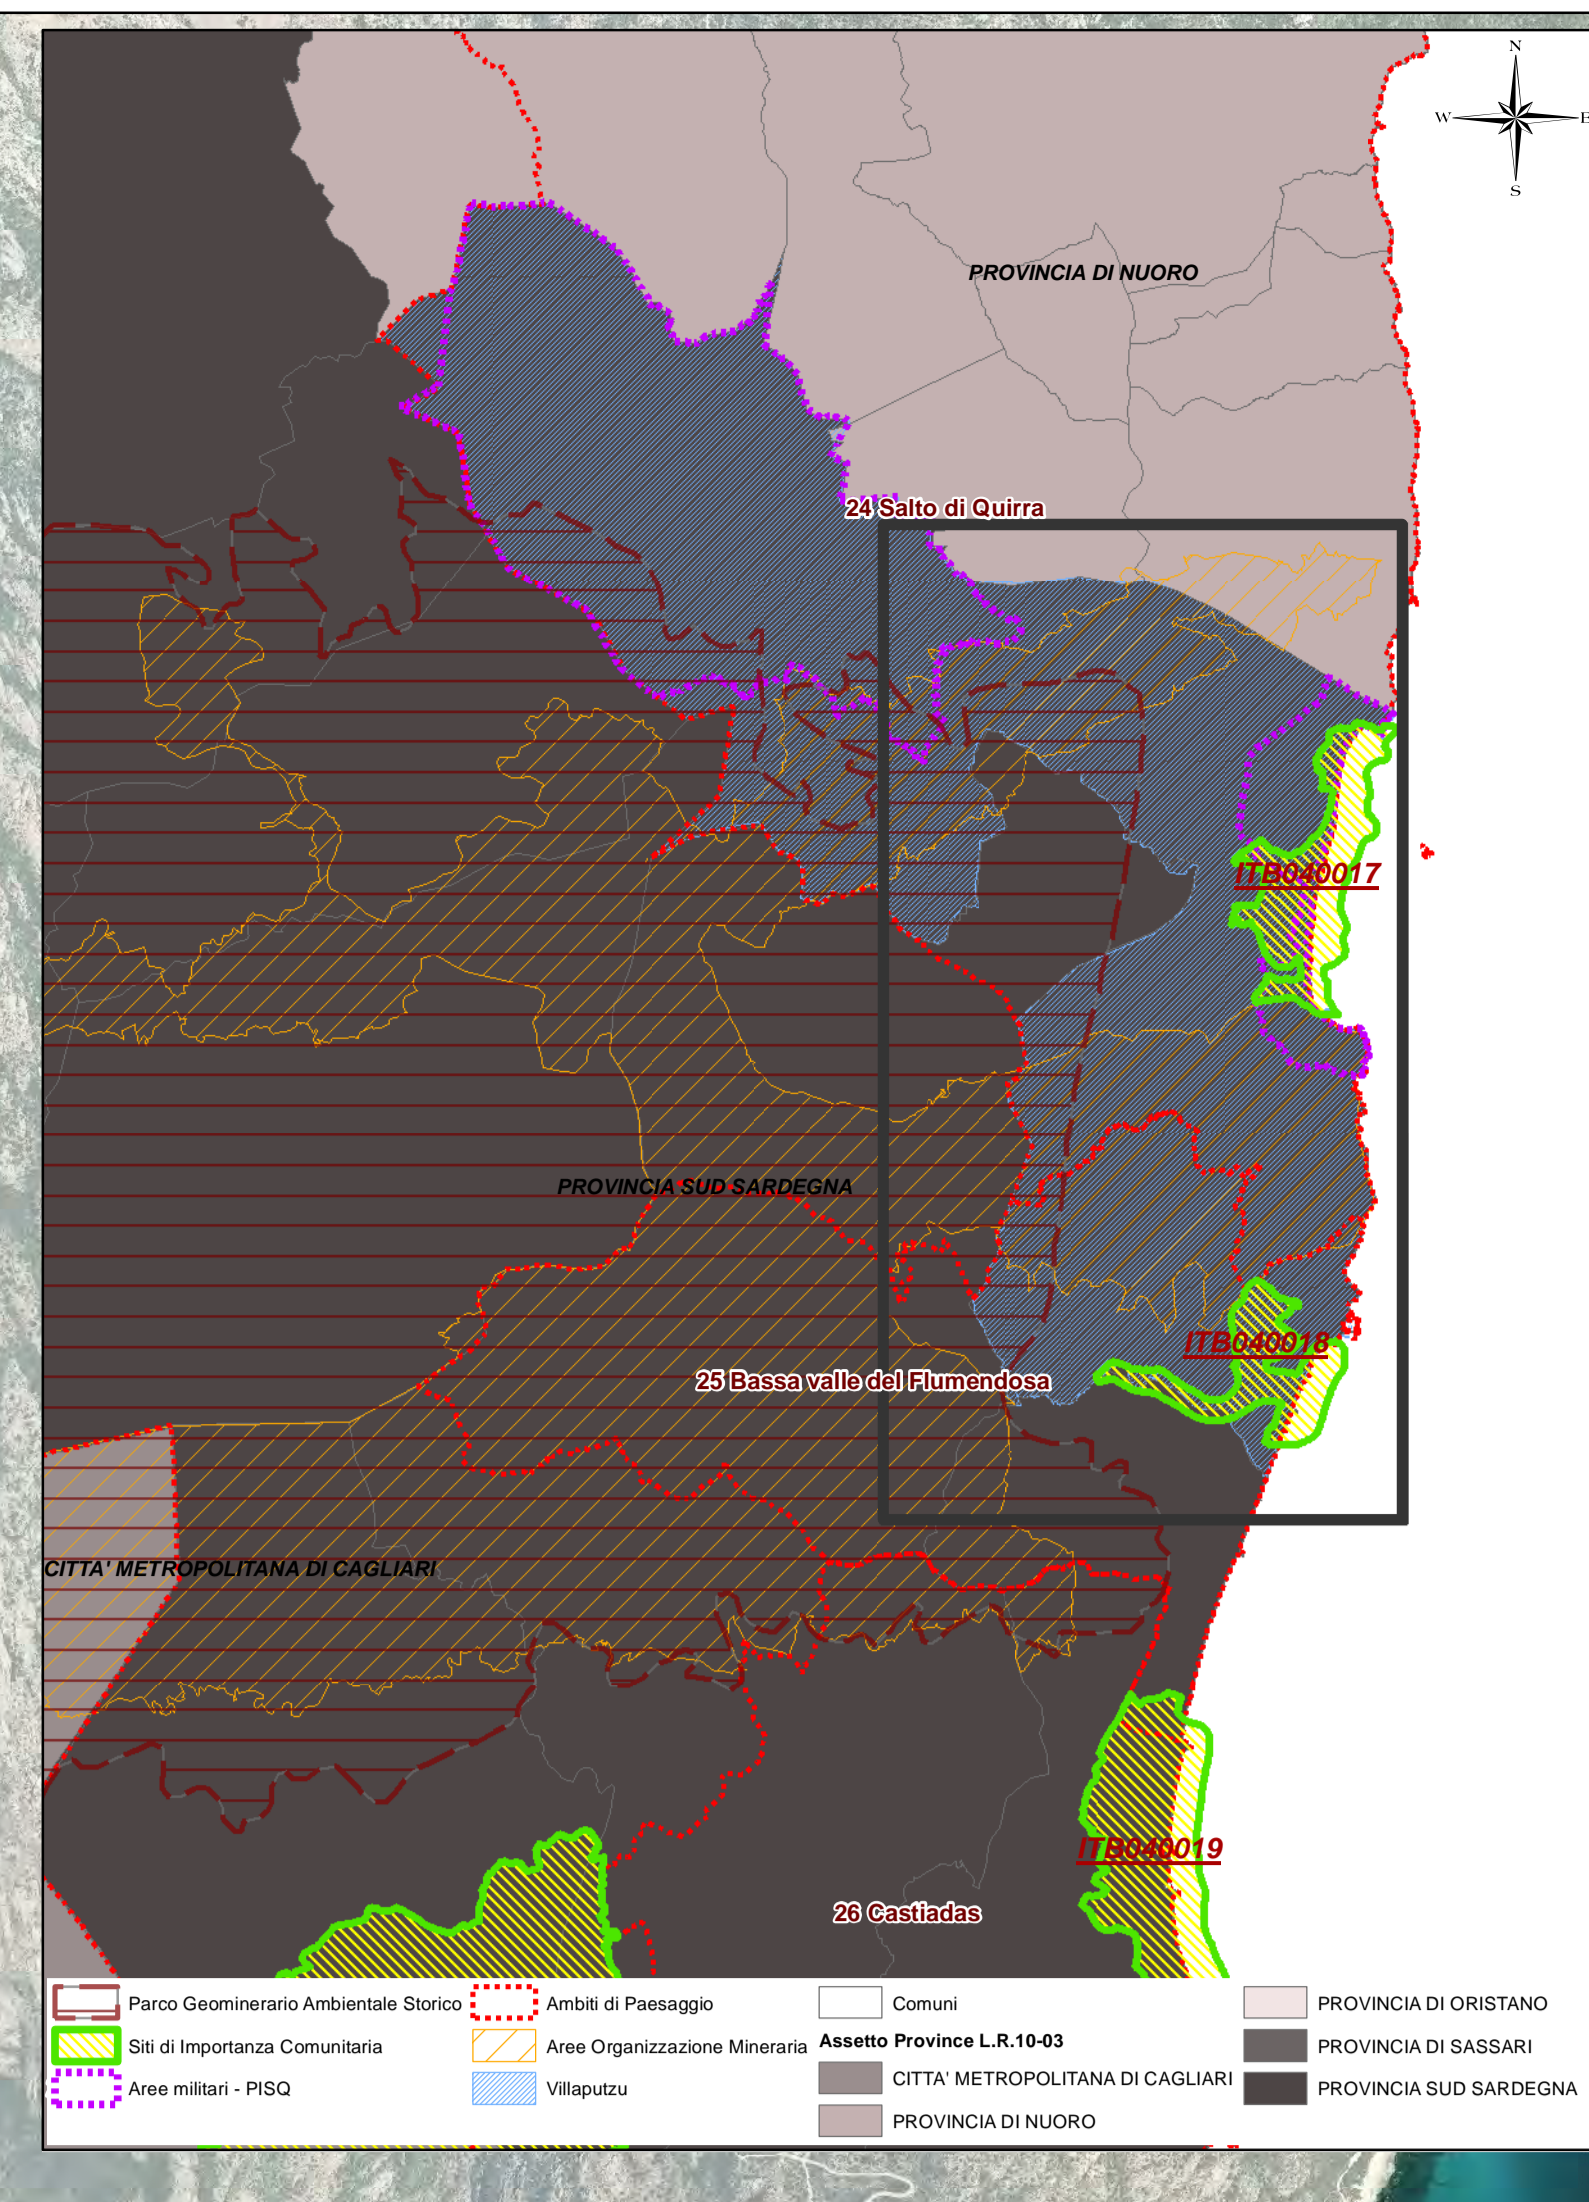 N
W
E
S
PROVINCIA DI NUORO
24 Salto di Quirra
ITB040017
PROVINCIA SUD SARDEGNA
ITB040018
25 Bassa valle del Flumendosa
CITTA' METROPOLITANA DI CAGLIARI
ITB040019
26 Castiadas
Parco Geominerario Ambientale Storico
Siti di Importanza Comunitaria
Aree militari - PISQ
Ambiti di Paesaggio
Aree Organizzazione Mineraria
Villaputzu
Comuni
Assetto Province L.R.10-03
CITTA' METROPOLITANA DI CAGLIARI
PROVINCIA DI NUORO
PROVINCIA DI ORISTANO
PROVINCIA DI SASSARI
PROVINCIA SUD SARDEGNA